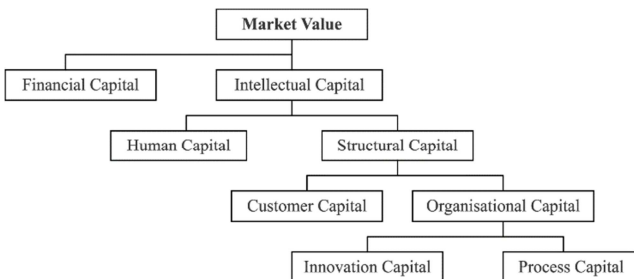 Market Value
Financial Capital
Intellectual Capital
Human Capital
Structural Capital
Customer Capital
Organisational Capital
Innovation Capital
Process Capital